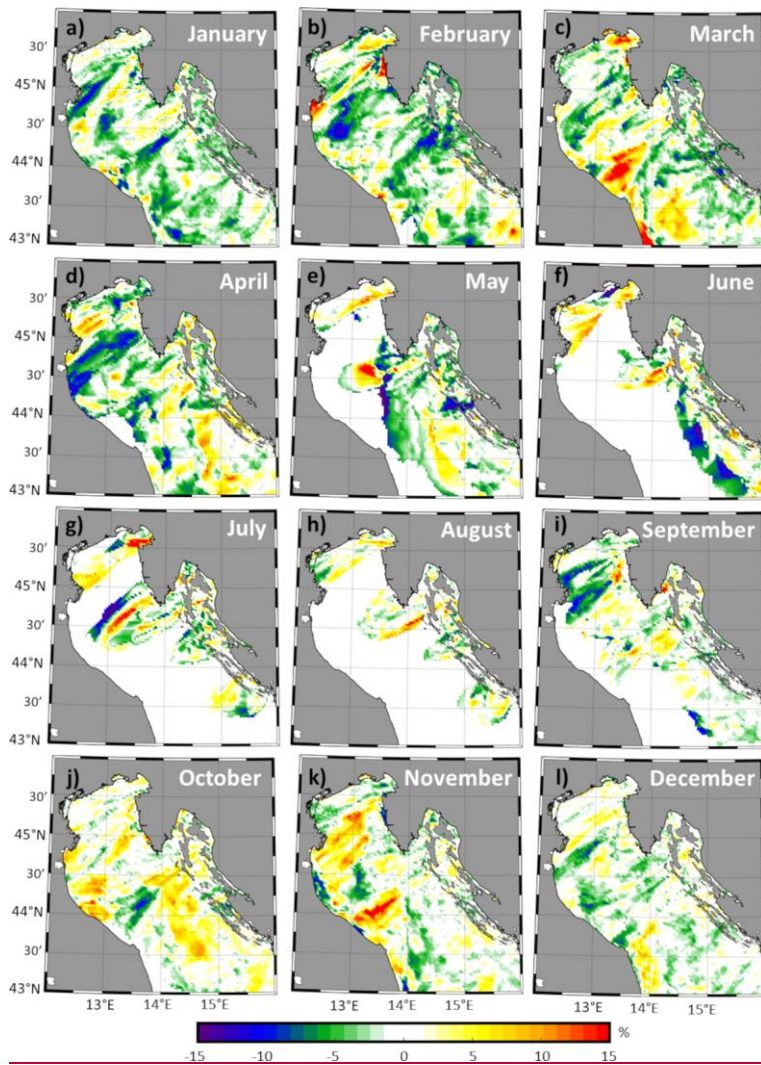 a) January b) February c) March
30'
45°N
30'
44°N
30'
43°N
d) April e) May f) June
30'
45°N
30'
44°N
30'
43°N
g) July h) August i) September
30'
45°N
30'
44°N
30'
43°N
j) October k) November l) December
30'
45°N
30'
44°N
30'
43°N
13°E 14°E 15°E 13°E 14°E 15°E 13°E 14°E 15°E
%
-15 -10 -5 0 5 10 15